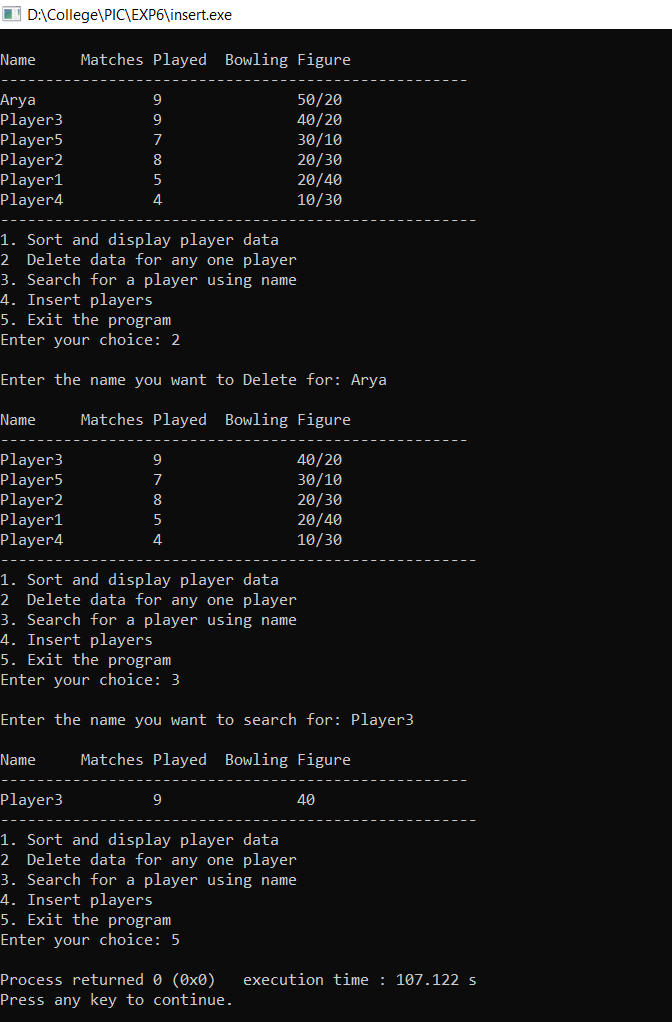 D:\College\PIC\EXP6\insert.exe
Name     Matches Played  Bowling Figure
----------------------------------------------------
Arya             9               50/20
Player3          9               40/20
Player5          7               30/10
Player2          8               20/30
Player1          5               20/40
Player4          4               10/30
-----------------------------------------------------
1. Sort and display player data
2  Delete data for any one player
3. Search for a player using name
4. Insert players
5. Exit the program
Enter your choice: 2
Enter the name you want to Delete for: Arya
Name     Matches Played  Bowling Figure
----------------------------------------------------
Player3          9               40/20
Player5          7               30/10
Player2          8               20/30
Player1          5               20/40
Player4          4               10/30
-----------------------------------------------------
1. Sort and display player data
2  Delete data for any one player
3. Search for a player using name
4. Insert players
5. Exit the program
Enter your choice: 3
Enter the name you want to search for: Player3
Name     Matches Played  Bowling Figure
----------------------------------------------------
Player3          9               40
-----------------------------------------------------
1. Sort and display player data
2  Delete data for any one player
3. Search for a player using name
4. Insert players
5. Exit the program
Enter your choice: 5
Process returned 0 (0x0)   execution time : 107.122 s
Press any key to continue.